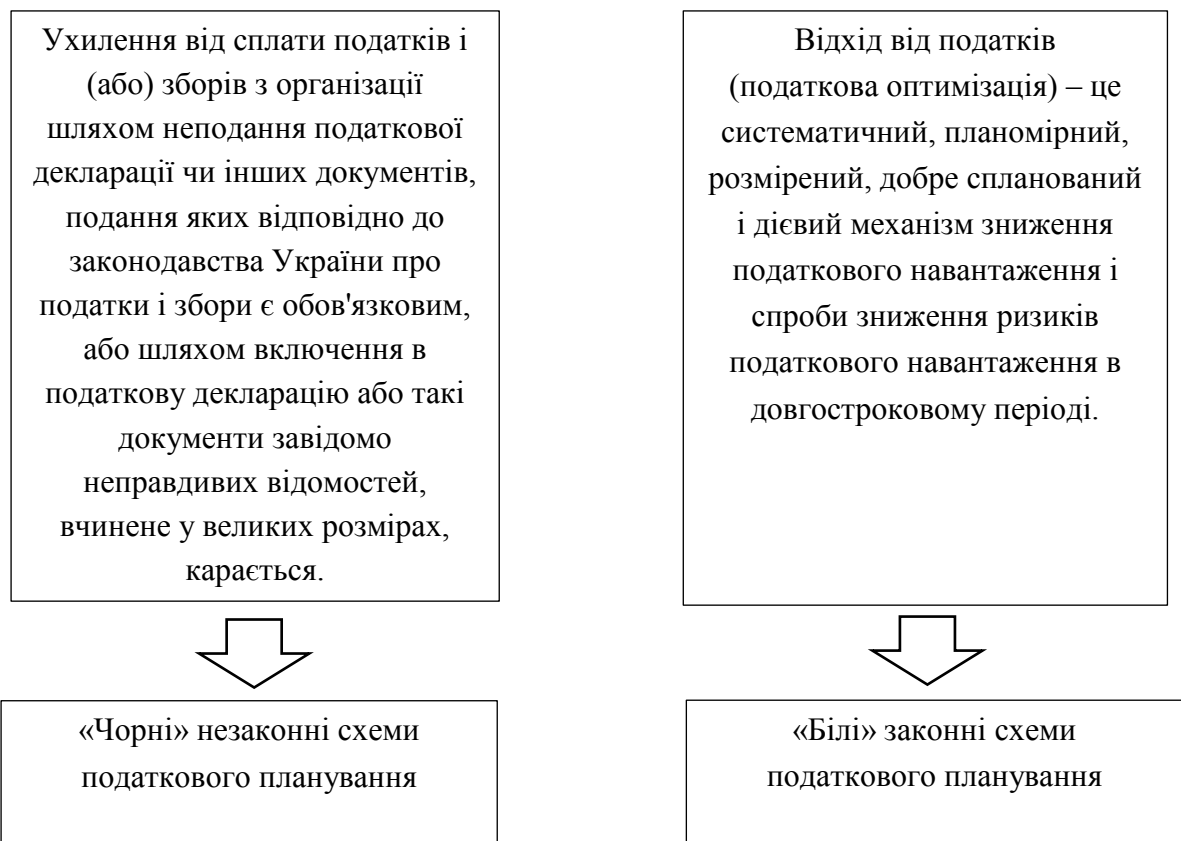 Ухилення від сплати податків і
(або) зборів з організації
шляхом неподання податкової
декларації чи інших документів,
подання яких відповідно до
законодавства України про
податки і збори є обов'язковим,
або шляхом включення в
податкову декларацію або такі
документи завідомо
неправдивих відомостей,
вчинене у великих розмірах,
карається.
Відхід від податків
(податкова оптимізація) – це
систематичний, планомірний,
розмірений, добре спланований
і дієвий механізм зниження
податкового навантаження і
спроби зниження ризиків
податкового навантаження в
довгостроковому періоді.
«Чорні» незаконні схеми
податкового планування
«Білі» законні схеми
податкового планування